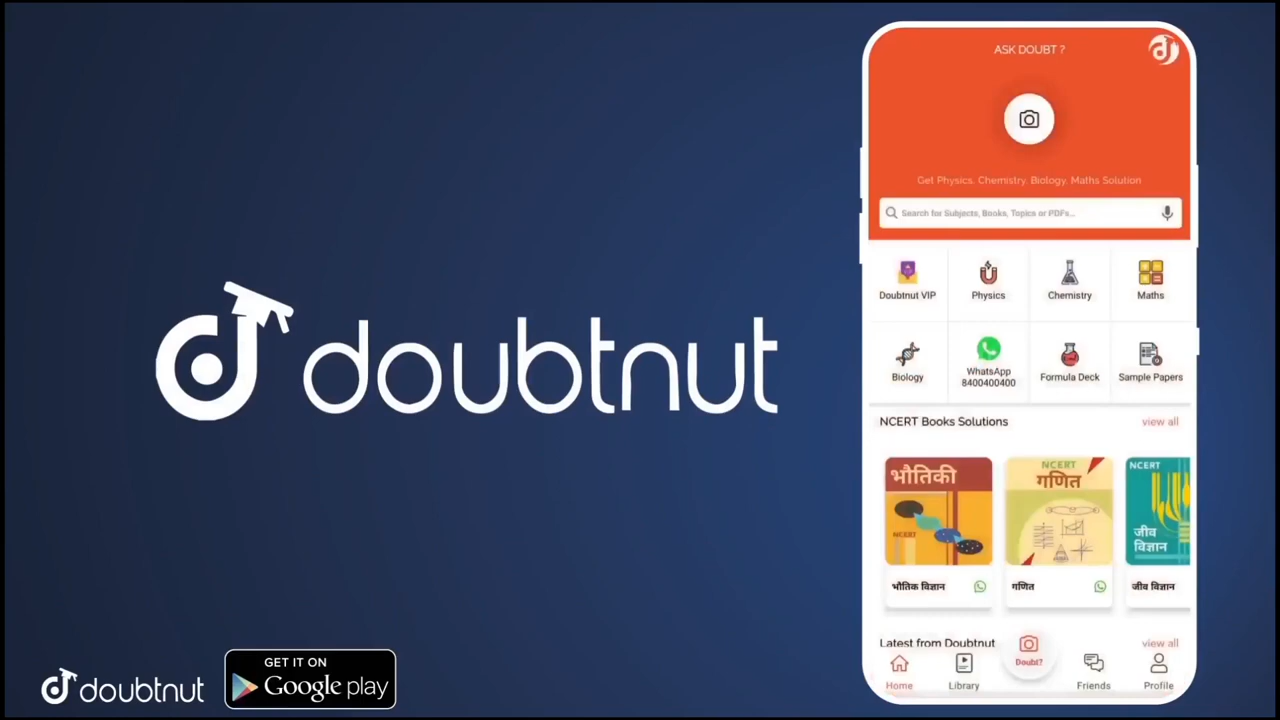 doubtnut
doubtnut
GET IT ON
Google play
ASK DOUBT ?
Get Physics, Chemistry, Biology, Maths Solution
Search for Subjects, Books, Topics or PDFs...
Doubtnut VIP
Physics
Chemistry
Maths
Biology
WhatsApp
8400400400
Formula Deck
Sample Papers
NCERT Books Solutions
view all
भौतिकी
NCERT
NCERT
गणित
NCERT
जीव
विज्ञान
भौतिक विज्ञान
गणित
जीव विज्ञान
Latest from Doubtnut
view all
Home
Library
Doubt?
Friends
Profile